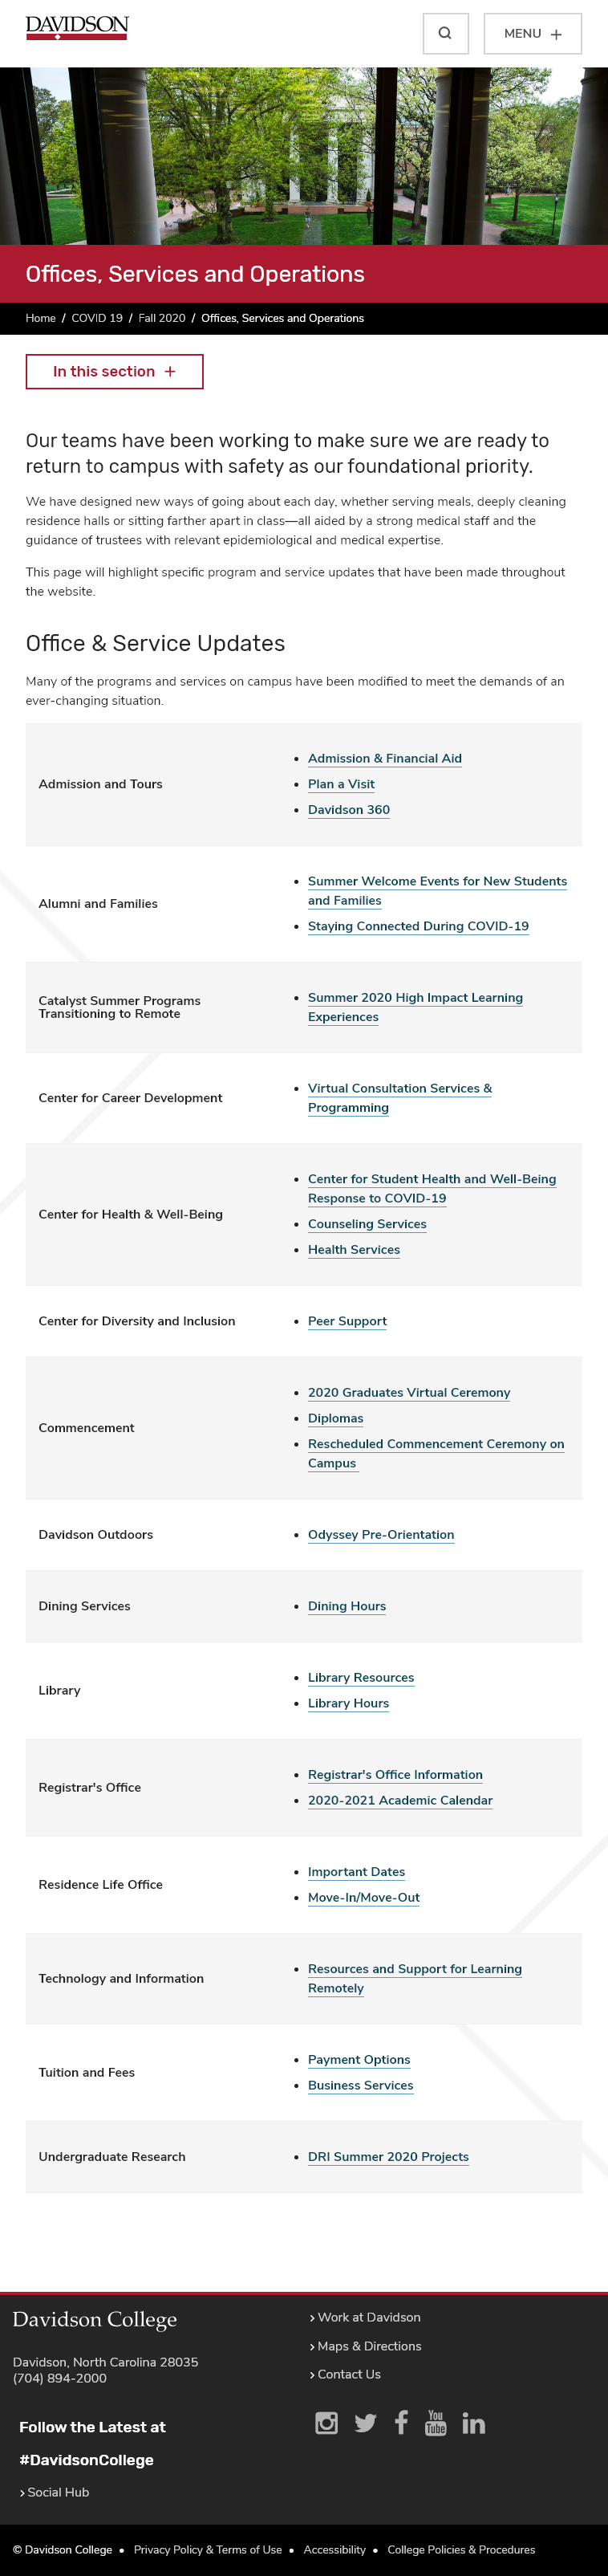 DAVIDSON
MENU
Offices, Services and Operations
Home / COVID 19 / Fall 2020 / Offices, Services and Operations
In this section
Our teams have been working to make sure we are ready to
return to campus with safety as our foundational priority.
We have designed new ways of going about each day, whether serving meals, deeply cleaning
residence halls or sitting farther apart in class—all aided by a strong medical staff and the
guidance of trustees with relevant epidemiological and medical expertise.
This page will highlight specific program and service updates that have been made throughout
the website.
Office & Service Updates
Many of the programs and services on campus have been modified to meet the demands of an
ever-changing situation.
Admission and Tours
Admission & Financial Aid
Plan a Visit
Davidson 360
Alumni and Families
Summer Welcome Events for New Students
and Families
Staying Connected During COVID-19
Catalyst Summer Programs
Transitioning to Remote
Summer 2020 High Impact Learning
Experiences
Center for Career Development
Virtual Consultation Services &
Programming
Center for Health & Well-Being
Center for Student Health and Well-Being
Response to COVID-19
Counseling Services
Health Services
Center for Diversity and Inclusion
Peer Support
Commencement
2020 Graduates Virtual Ceremony
Diplomas
Rescheduled Commencement Ceremony on
Campus
Davidson Outdoors
Odyssey Pre-Orientation
Dining Services
Dining Hours
Library
Library Resources
Library Hours
Registrar's Office
Registrar's Office Information
2020-2021 Academic Calendar
Residence Life Office
Important Dates
Move-In/Move-Out
Technology and Information
Resources and Support for Learning
Remotely
Tuition and Fees
Payment Options
Business Services
Undergraduate Research
DRI Summer 2020 Projects
Davidson College
Davidson, North Carolina 28035
(704) 894-2000
Follow the Latest at
#DavidsonCollege
Social Hub
Work at Davidson
Maps & Directions
Contact Us
You
Tube
in
© Davidson College • Privacy Policy & Terms of Use • Accessibility • College Policies & Procedures